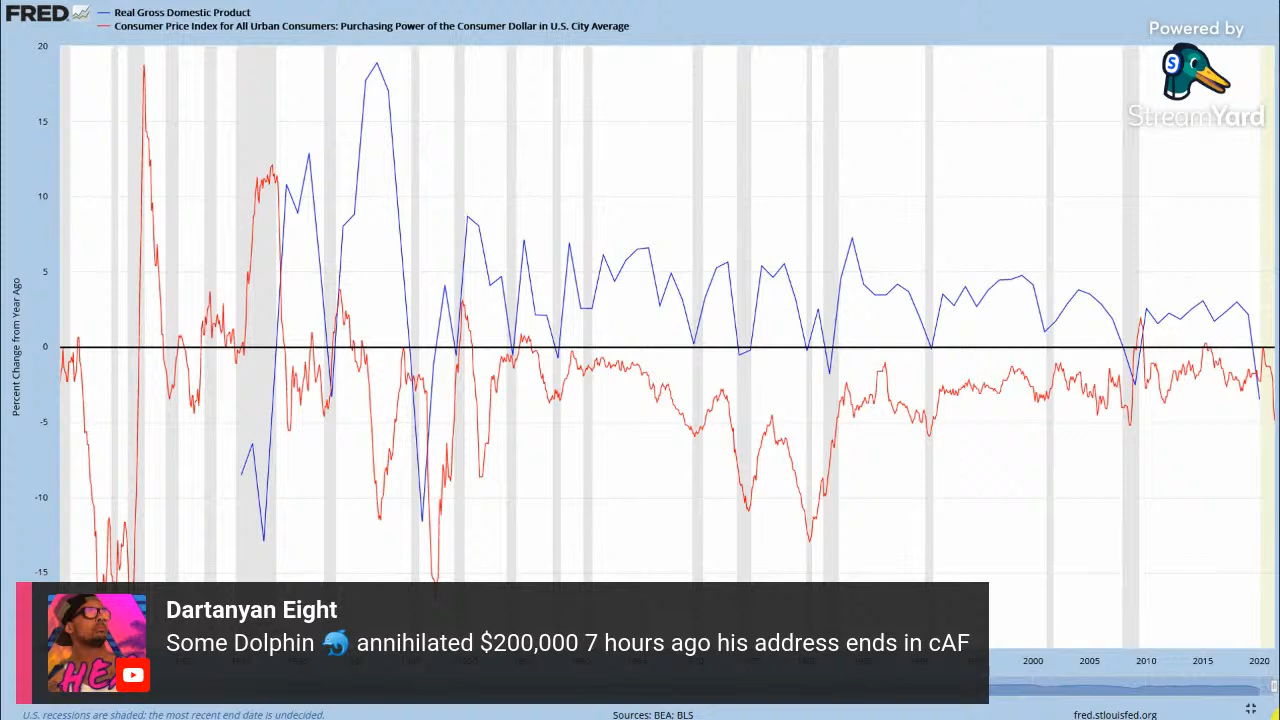 FRED
Real Gross Domestic Product
Consumer Price Index for All Urban Consumers: Purchasing Power of the Consumer Dollar in U.S. City Average
Powered by
S
StreamYard
20
15
10
5
0
-5
-10
-15
Percent Change from Year Ago
Dartanyan Eight
Some Dolphin 🐬 annihilated $200,000 7 hours ago his address ends in cAF
HE
2000
2005
2010
2015
2020
U.S. recessions are shaded; the most recent end date is undecided.
Sources: BEA; BLS
fred.stlouisfed.org